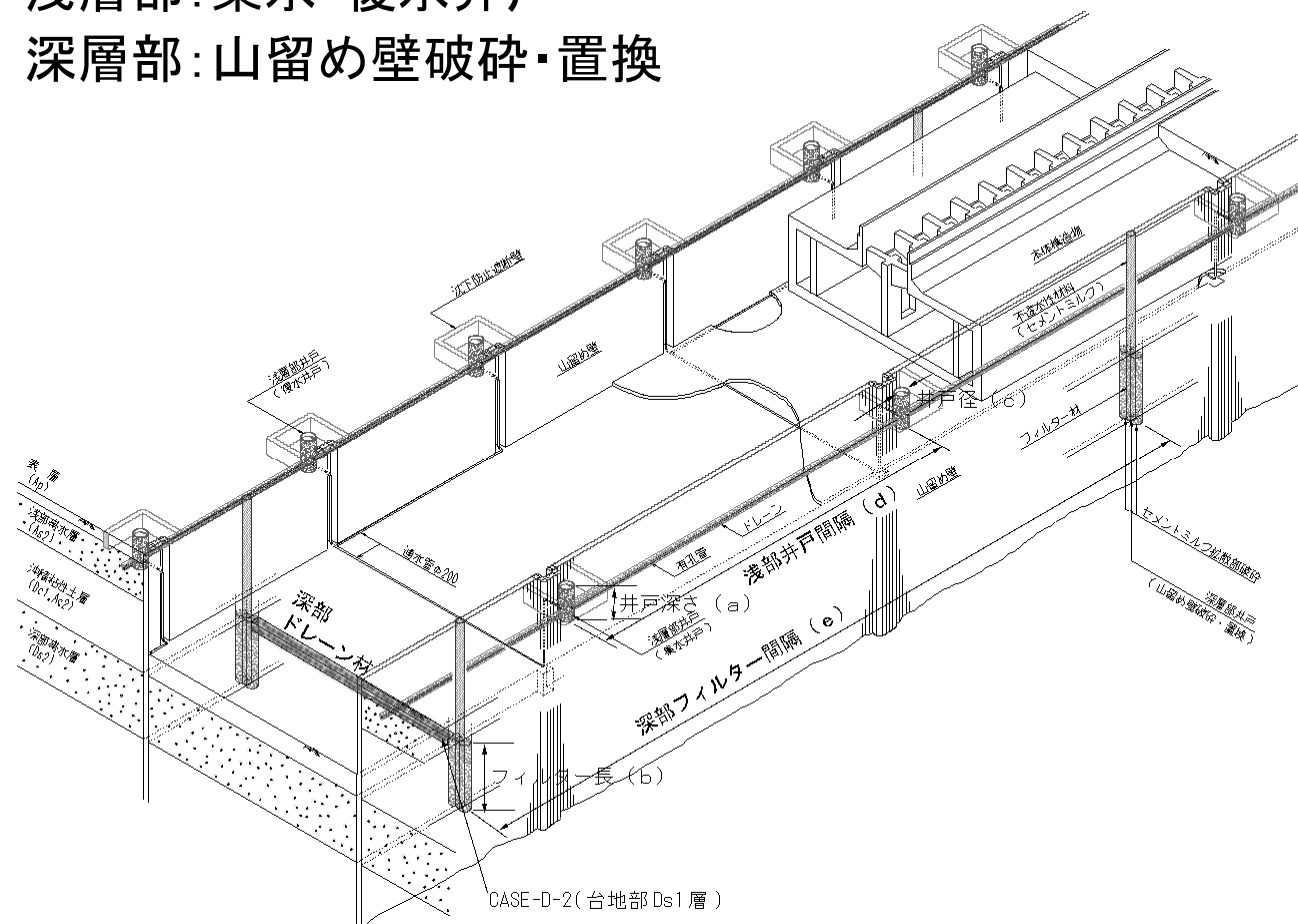 浅層部:集水・復水井戸
深層部:山留め壁破砕・置換
沈下防止遮断壁
浅層部井戸
(復水井戸)
山留め壁
本体構造物
不透水性材料
(セメントミルク)
井戸径(c)
フィルター材
山留め壁
表層
(Ap)
浅部帯水層
(As2)
沖積粘性土層
(Dc1,Ac2)
深部帯水層
(Ds2)
通水管φ200
ドレーン
有孔管
浅部井戸間隔(d)
セメントミルク拡散部破砕
深層部井戸
(山留め壁破砕、置換)
深部
ドレーン材
井戸深さ(a)
浅層部井戸
(集水井戸)
深部フィルター間隔(e)
フィルター長(b)
CASE-D-2(台地部Ds1層)